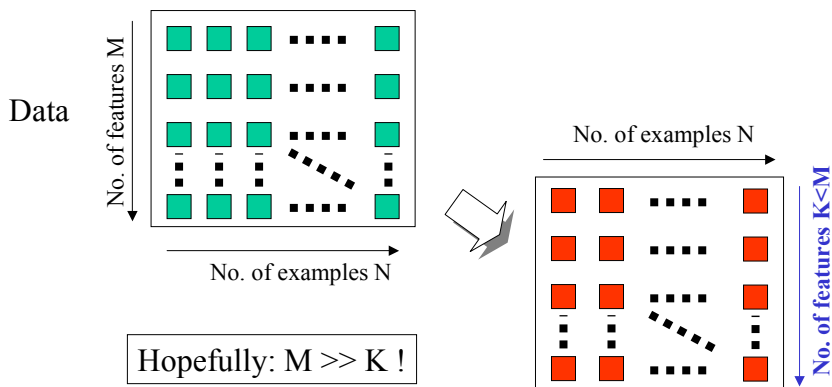 No. of features M
Data
No. of examples N
No. of examples N
No. of features K<M
Hopefully: M >> K !